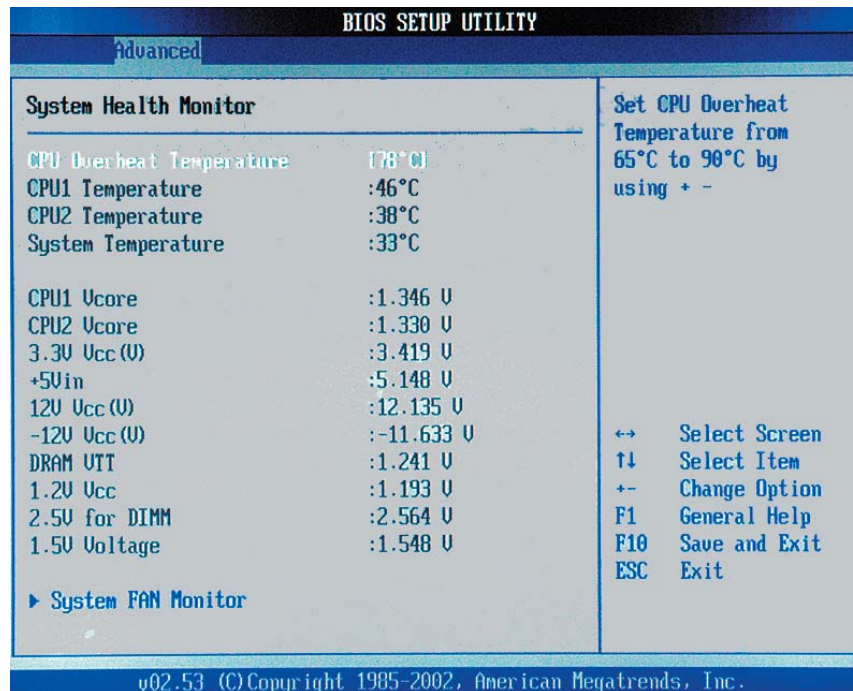 BIOS SETUP UTILITY
Advanced
System Health Monitor
CPU Overheat Temperature [78°C]
CPU1 Temperature :46°C
CPU2 Temperature :38°C
System Temperature :33°C
CPU1 Vcore :1.346 V
CPU2 Vcore :1.330 V
3.3V Vcc(V) :3.419 V
+5Vin :5.148 V
12V Vcc(V) :12.135 V
-12V Vcc(V) :-11.633 V
DRAM VTT :1.241 V
1.2V Vcc :1.193 V
2.5V for DIMM :2.564 V
1.5V Voltage :1.548 V
▶ System FAN Monitor
Set CPU Overheat
Temperature from
65°C to 90°C by
using + -
↔ Select Screen
↑↓ Select Item
+- Change Option
F1 General Help
F10 Save and Exit
ESC Exit
v02.53 (C)Copyright 1985-2002, American Megatrends, Inc.